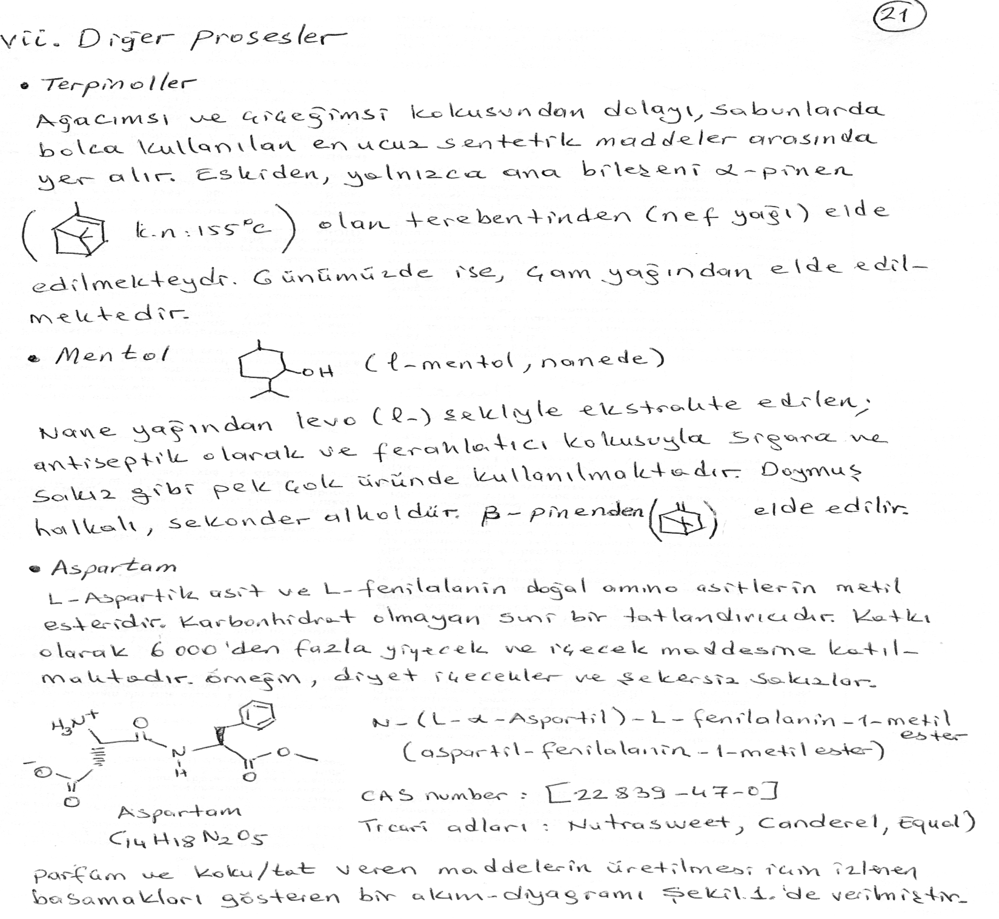 21
vii. Diğer Prosesler
• Terpinoller
Ağacımsı ve çiçeğimsi kokusundan dolayı, sabunlarda
bolca kullanılan en ucuz sentetik maddeler arasında
yer alır. Eskiden, yalnızca ana bileşeni α-pinen
( k.n:155°C) olan terebentinden (nef yağı) elde
edilmekteydi. Günümüzde ise, çam yağından elde edil-
mektedir.
• Mentol OH (l-mentol, nanede)
Nane yağından levo (l-) şekliyle ekstrakte edilen;
antiseptik olarak ve ferahlatıcı kokusuyla sigara ve
sakız gibi pek çok üründe kullanılmaktadır. Doymuş
halkalı, sekonder alkoldür. β-pinenden ( ) elde edilir.
• Aspartam
L-Aspartik asit ve L-fenilalanin doğal amino asitlerin metil
esteridir. Karbonhidrat olmayan suni bir tatlandırıcıdır. Katkı
olarak 6000'den fazla yiyecek ve içecek maddesine katıl-
maktadır. Örneğin, diyet içecekler ve şekersiz sakızlar.
H3N+ O N H O O -O O
N-(L-α-Aspartil)-L-fenilalanin-1-metil
ester
(aspartil-fenilalanin-1-metil ester)
CAS number : [22839-47-0]
Aspartam
Ticari adları : Nutrasweet, Canderel, Equal)
C14H18N2O5
Parfüm ve koku/tat veren maddelerin üretilmesi için izlenen
basamakları gösteren bir akım-diyagramı Şekil.1.'de verilmiştir.